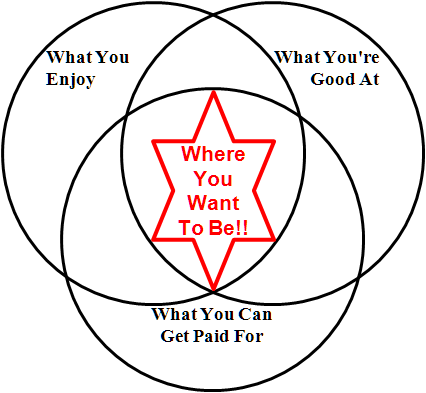 What You
Enjoy
What You're
Good At
Where
You
Want
To Be!!
What You Can
Get Paid For